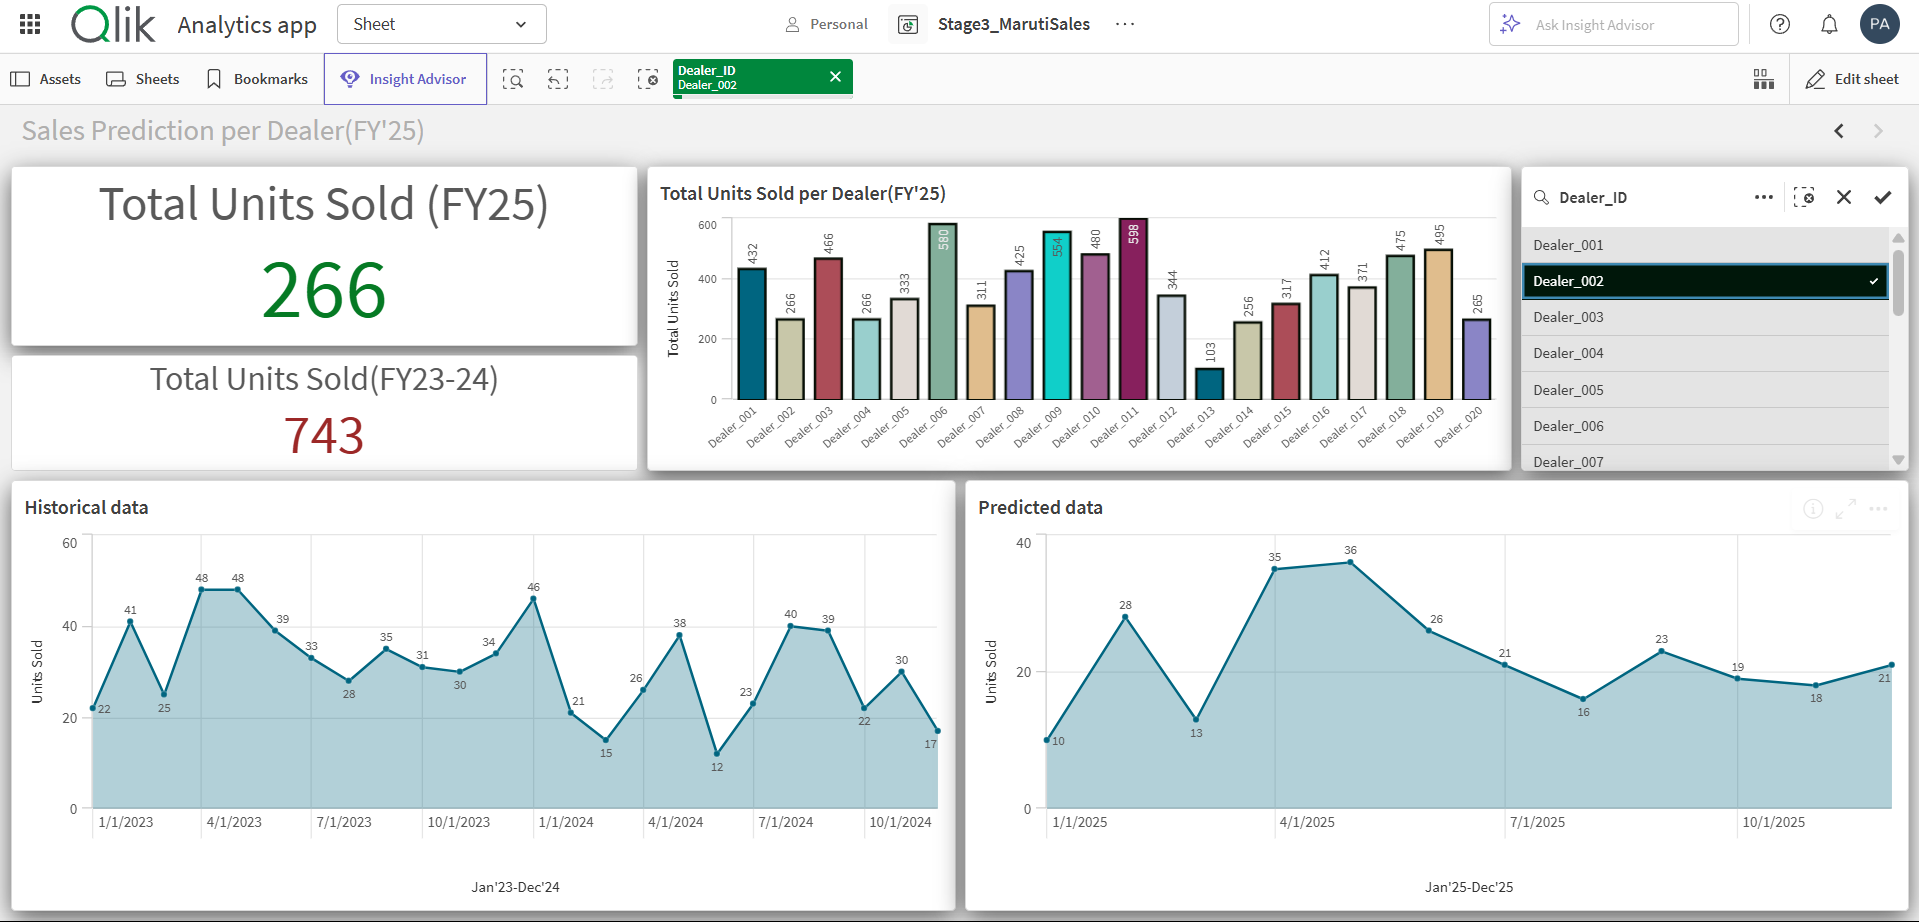 Qlik
Analytics app
Sheet
Personal
Stage3_MarutiSales
Ask Insight Advisor
PA
Assets
Sheets
Bookmarks
Insight Advisor
Dealer_ID
Dealer_002
Edit sheet
Sales Prediction per Dealer(FY'25)
Total Units Sold (FY25)
266
Total Units Sold(FY23-24)
743
Total Units Sold per Dealer(FY'25)
Total Units Sold
600
400
200
0
432
266
466
266
333
580
311
425
554
480
598
344
103
256
317
412
371
475
495
265
Dealer_001
Dealer_002
Dealer_003
Dealer_004
Dealer_005
Dealer_006
Dealer_007
Dealer_008
Dealer_009
Dealer_010
Dealer_011
Dealer_012
Dealer_013
Dealer_014
Dealer_015
Dealer_016
Dealer_017
Dealer_018
Dealer_019
Dealer_020
Dealer_ID
Dealer_001
Dealer_002
Dealer_003
Dealer_004
Dealer_005
Dealer_006
Dealer_007
Historical data
Units Sold
60
40
20
0
22
41
25
48
48
39
33
28
35
31
30
34
46
21
15
26
38
12
23
40
39
22
30
17
1/1/2023
4/1/2023
7/1/2023
10/1/2023
1/1/2024
4/1/2024
7/1/2024
10/1/2024
Jan'23-Dec'24
Predicted data
Units Sold
40
20
0
10
28
13
35
36
26
21
16
23
19
18
21
1/1/2025
4/1/2025
7/1/2025
10/1/2025
Jan'25-Dec'25